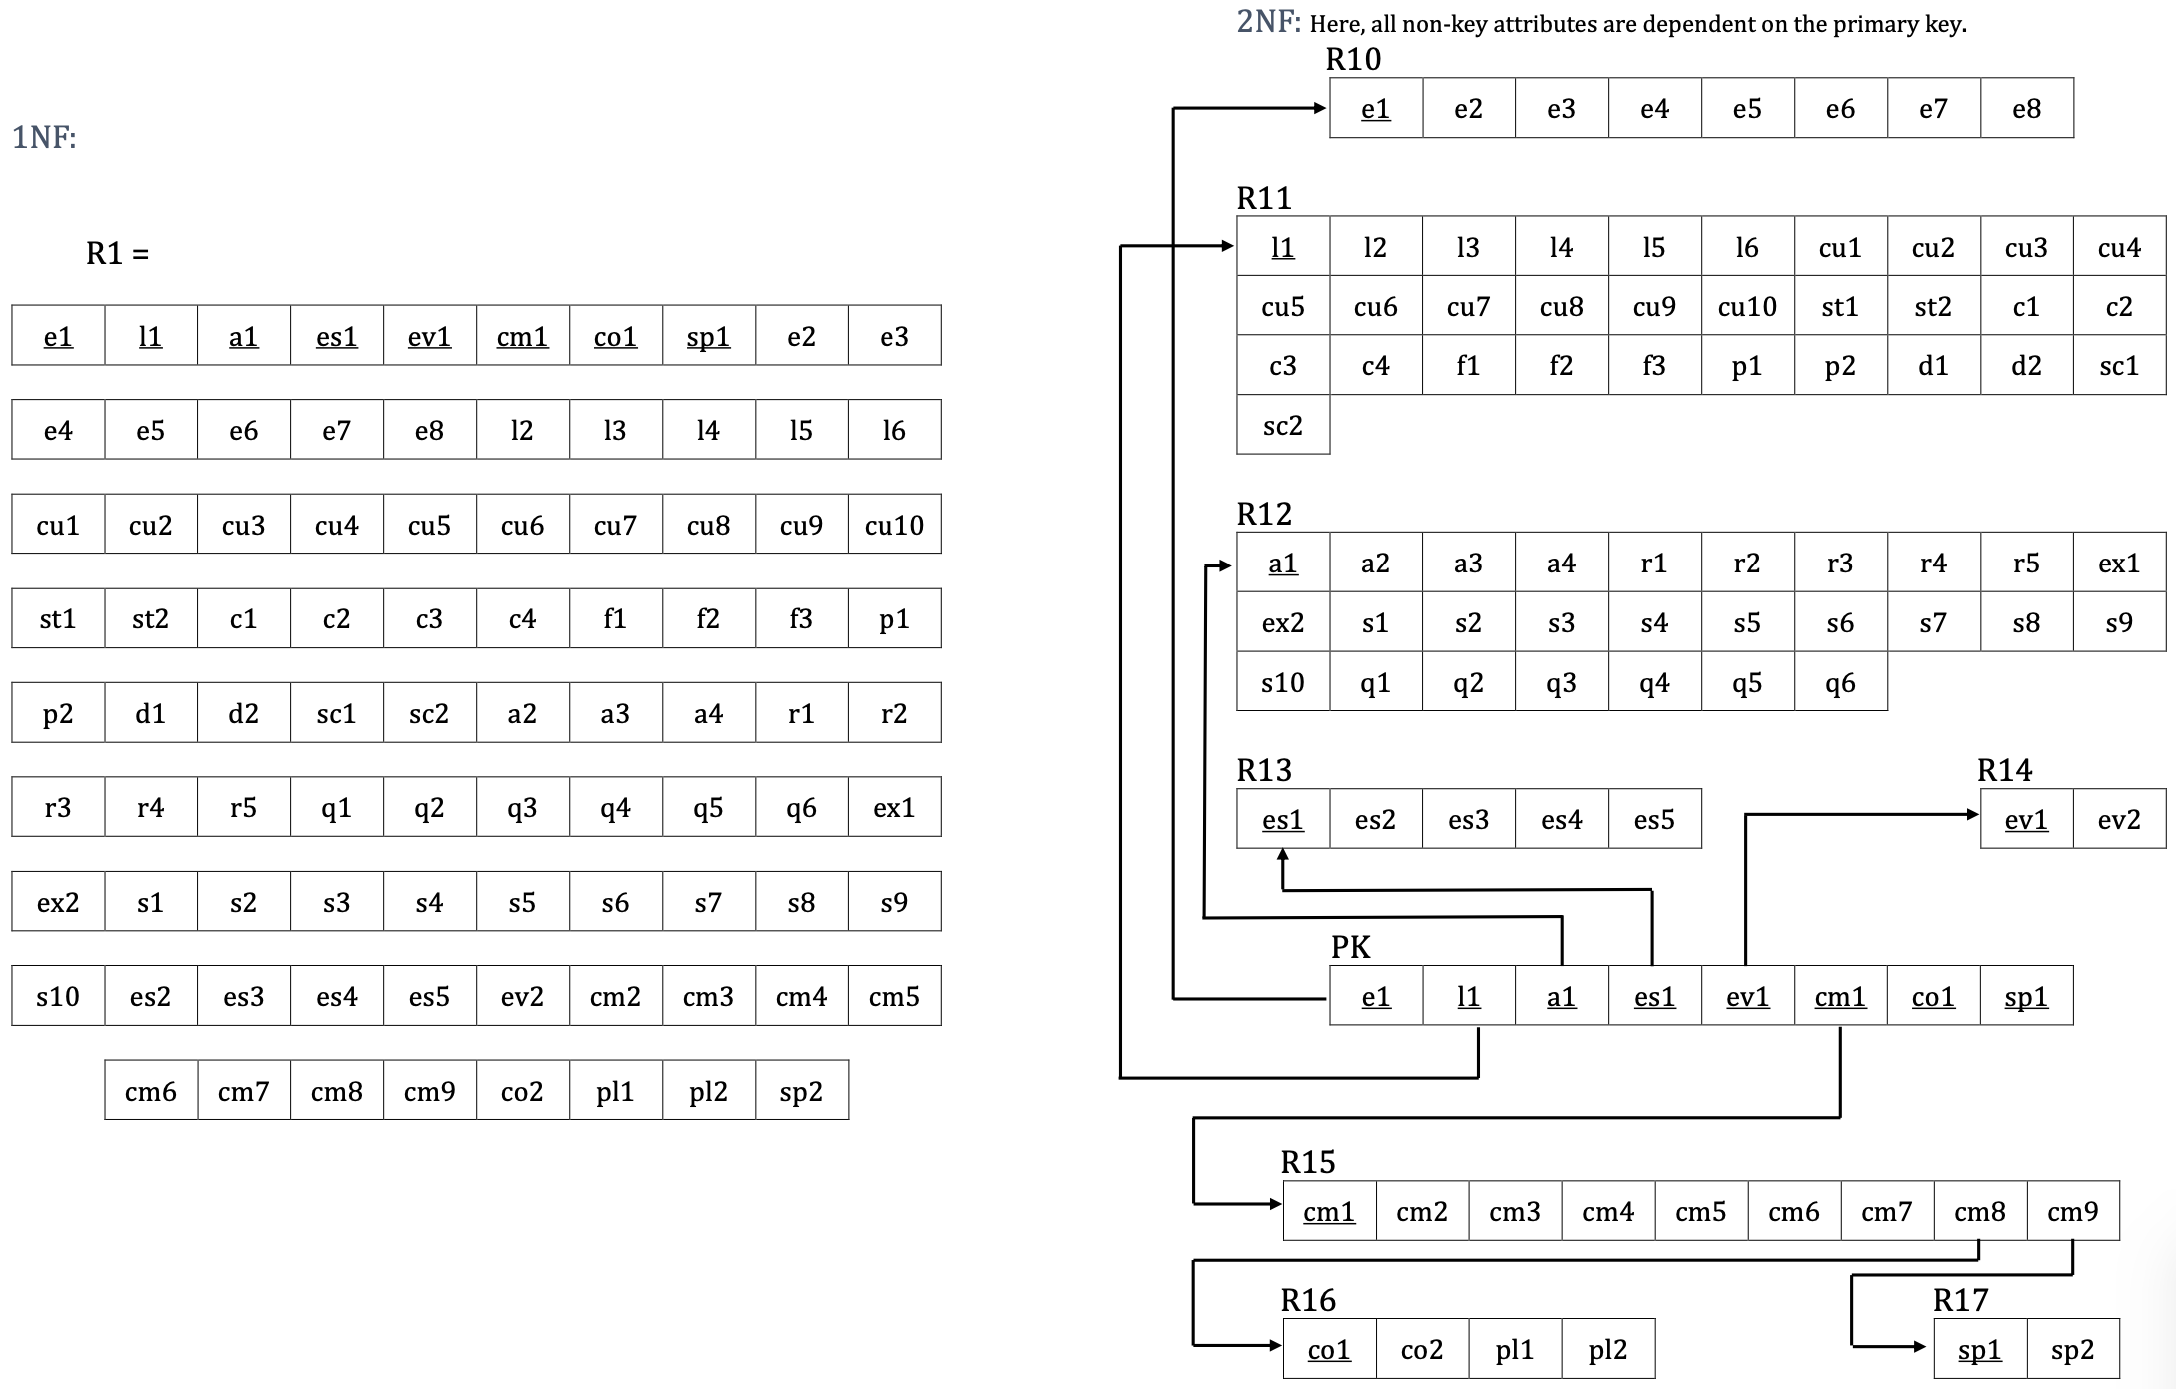 1NF:
R1 =
e1 l1 a1 es1 ev1 cm1 co1 sp1 e2 e3
e4 e5 e6 e7 e8 l2 l3 l4 l5 l6
cu1 cu2 cu3 cu4 cu5 cu6 cu7 cu8 cu9 cu10
st1 st2 c1 c2 c3 c4 f1 f2 f3 p1
p2 d1 d2 sc1 sc2 a2 a3 a4 r1 r2
r3 r4 r5 q1 q2 q3 q4 q5 q6 ex1
ex2 s1 s2 s3 s4 s5 s6 s7 s8 s9
s10 es2 es3 es4 es5 ev2 cm2 cm3 cm4 cm5
cm6 cm7 cm8 cm9 co2 pl1 pl2 sp2
2NF: Here, all non-key attributes are dependent on the primary key.
R10
e1 e2 e3 e4 e5 e6 e7 e8
R11
l1 l2 l3 l4 l5 l6 cu1 cu2 cu3 cu4
cu5 cu6 cu7 cu8 cu9 cu10 st1 st2 c1 c2
c3 c4 f1 f2 f3 p1 p2 d1 d2 sc1
sc2
R12
a1 a2 a3 a4 r1 r2 r3 r4 r5 ex1
ex2 s1 s2 s3 s4 s5 s6 s7 s8 s9
s10 q1 q2 q3 q4 q5 q6
R13
es1 es2 es3 es4 es5
R14
ev1 ev2
PK
e1 l1 a1 es1 ev1 cm1 co1 sp1
R15
cm1 cm2 cm3 cm4 cm5 cm6 cm7 cm8 cm9
R16
co1 co2 pl1 pl2
R17
sp1 sp2